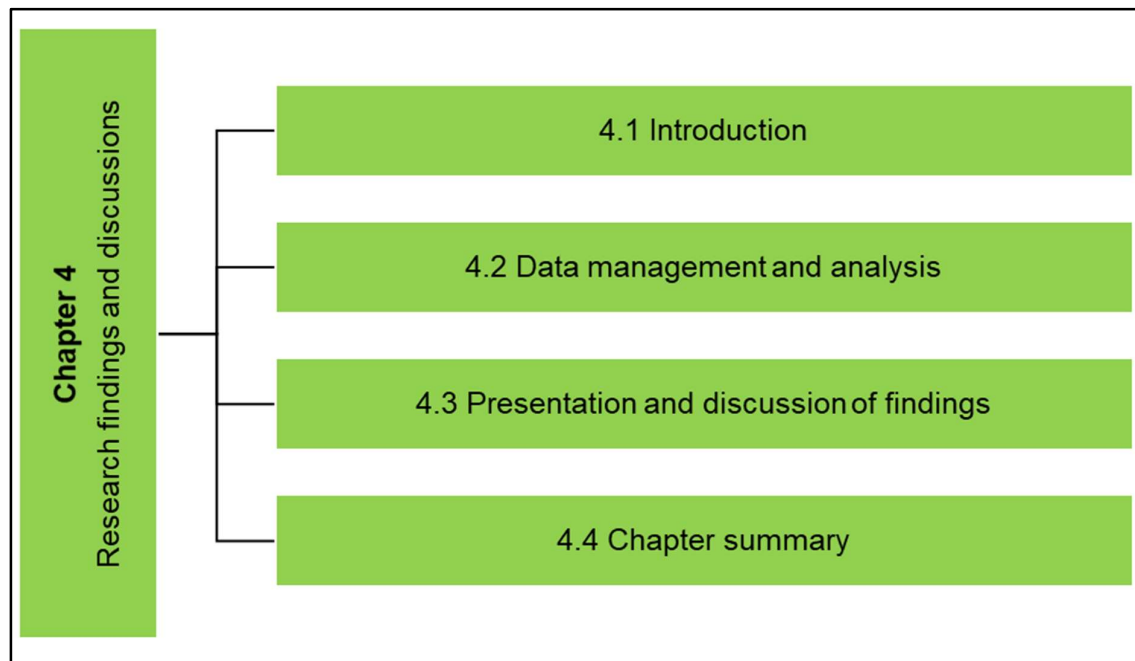 Chapter 4
Research findings and discussions
4.1 Introduction
4.2 Data management and analysis
4.3 Presentation and discussion of findings
4.4 Chapter summary